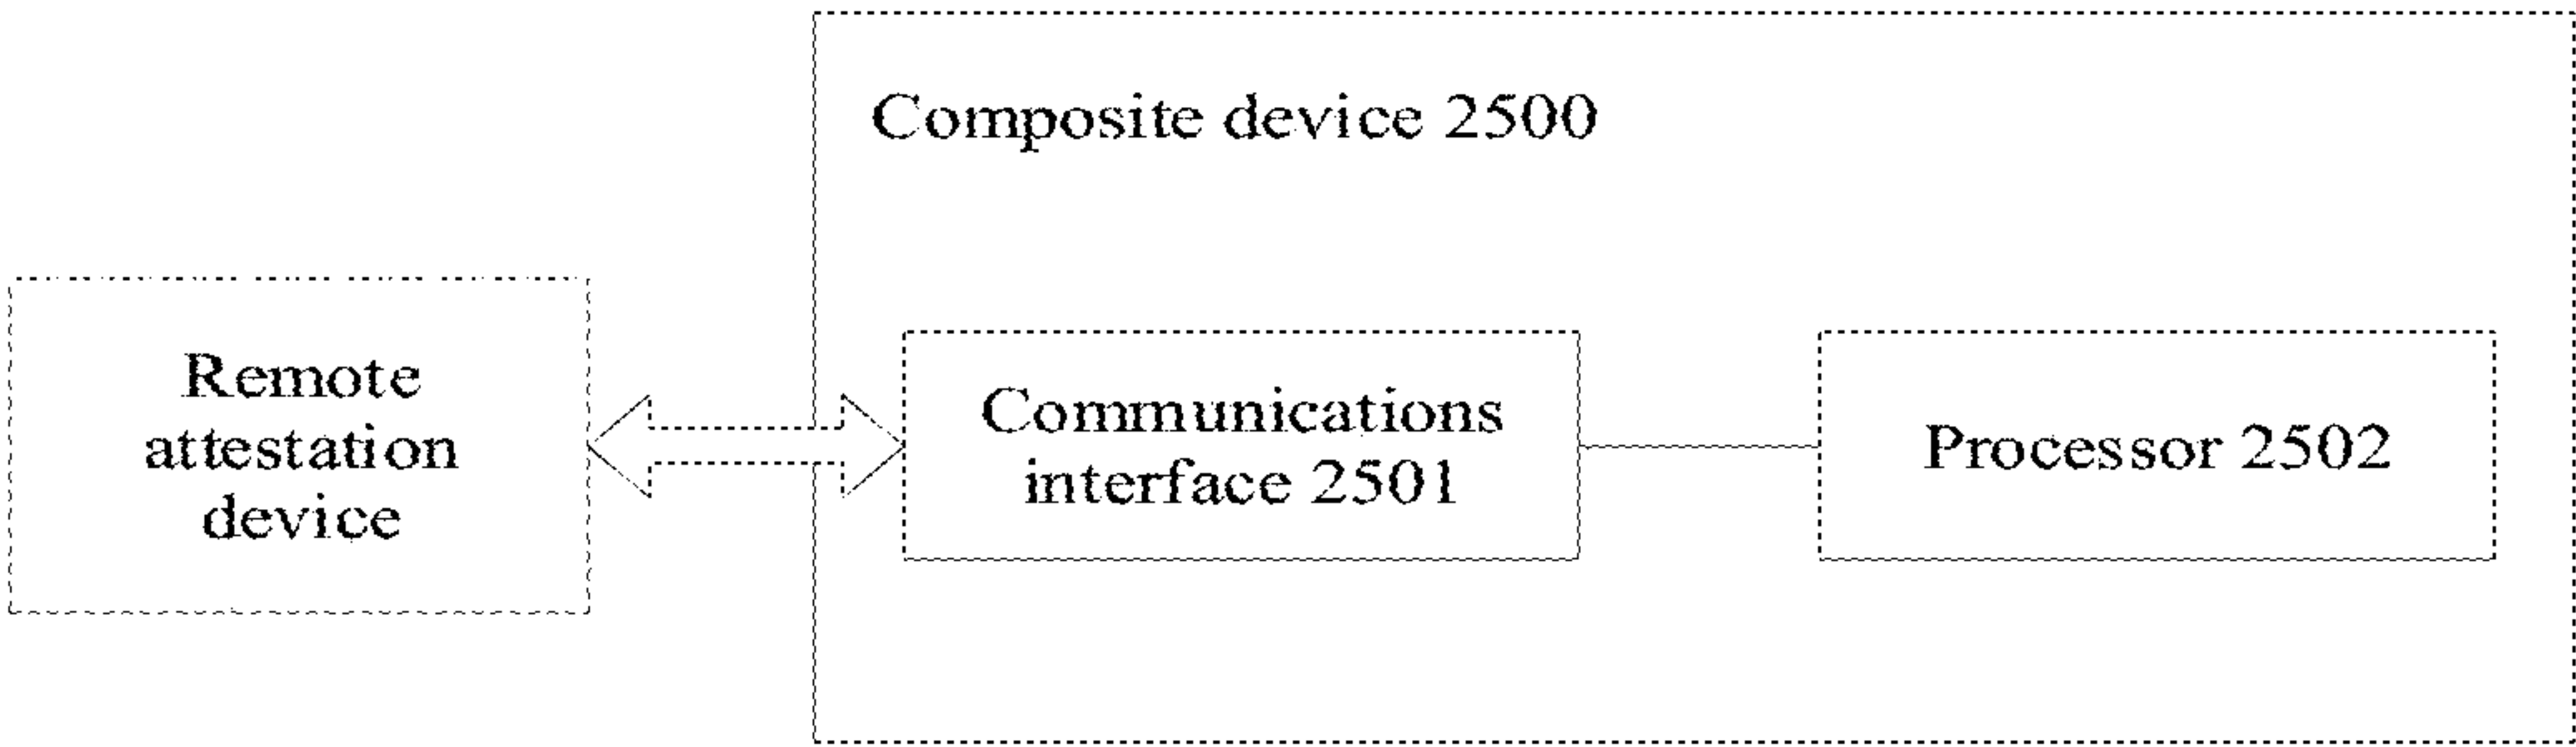 Composite device 2500
Remote
attestation
device
Communications
interface 2501
Processor 2502